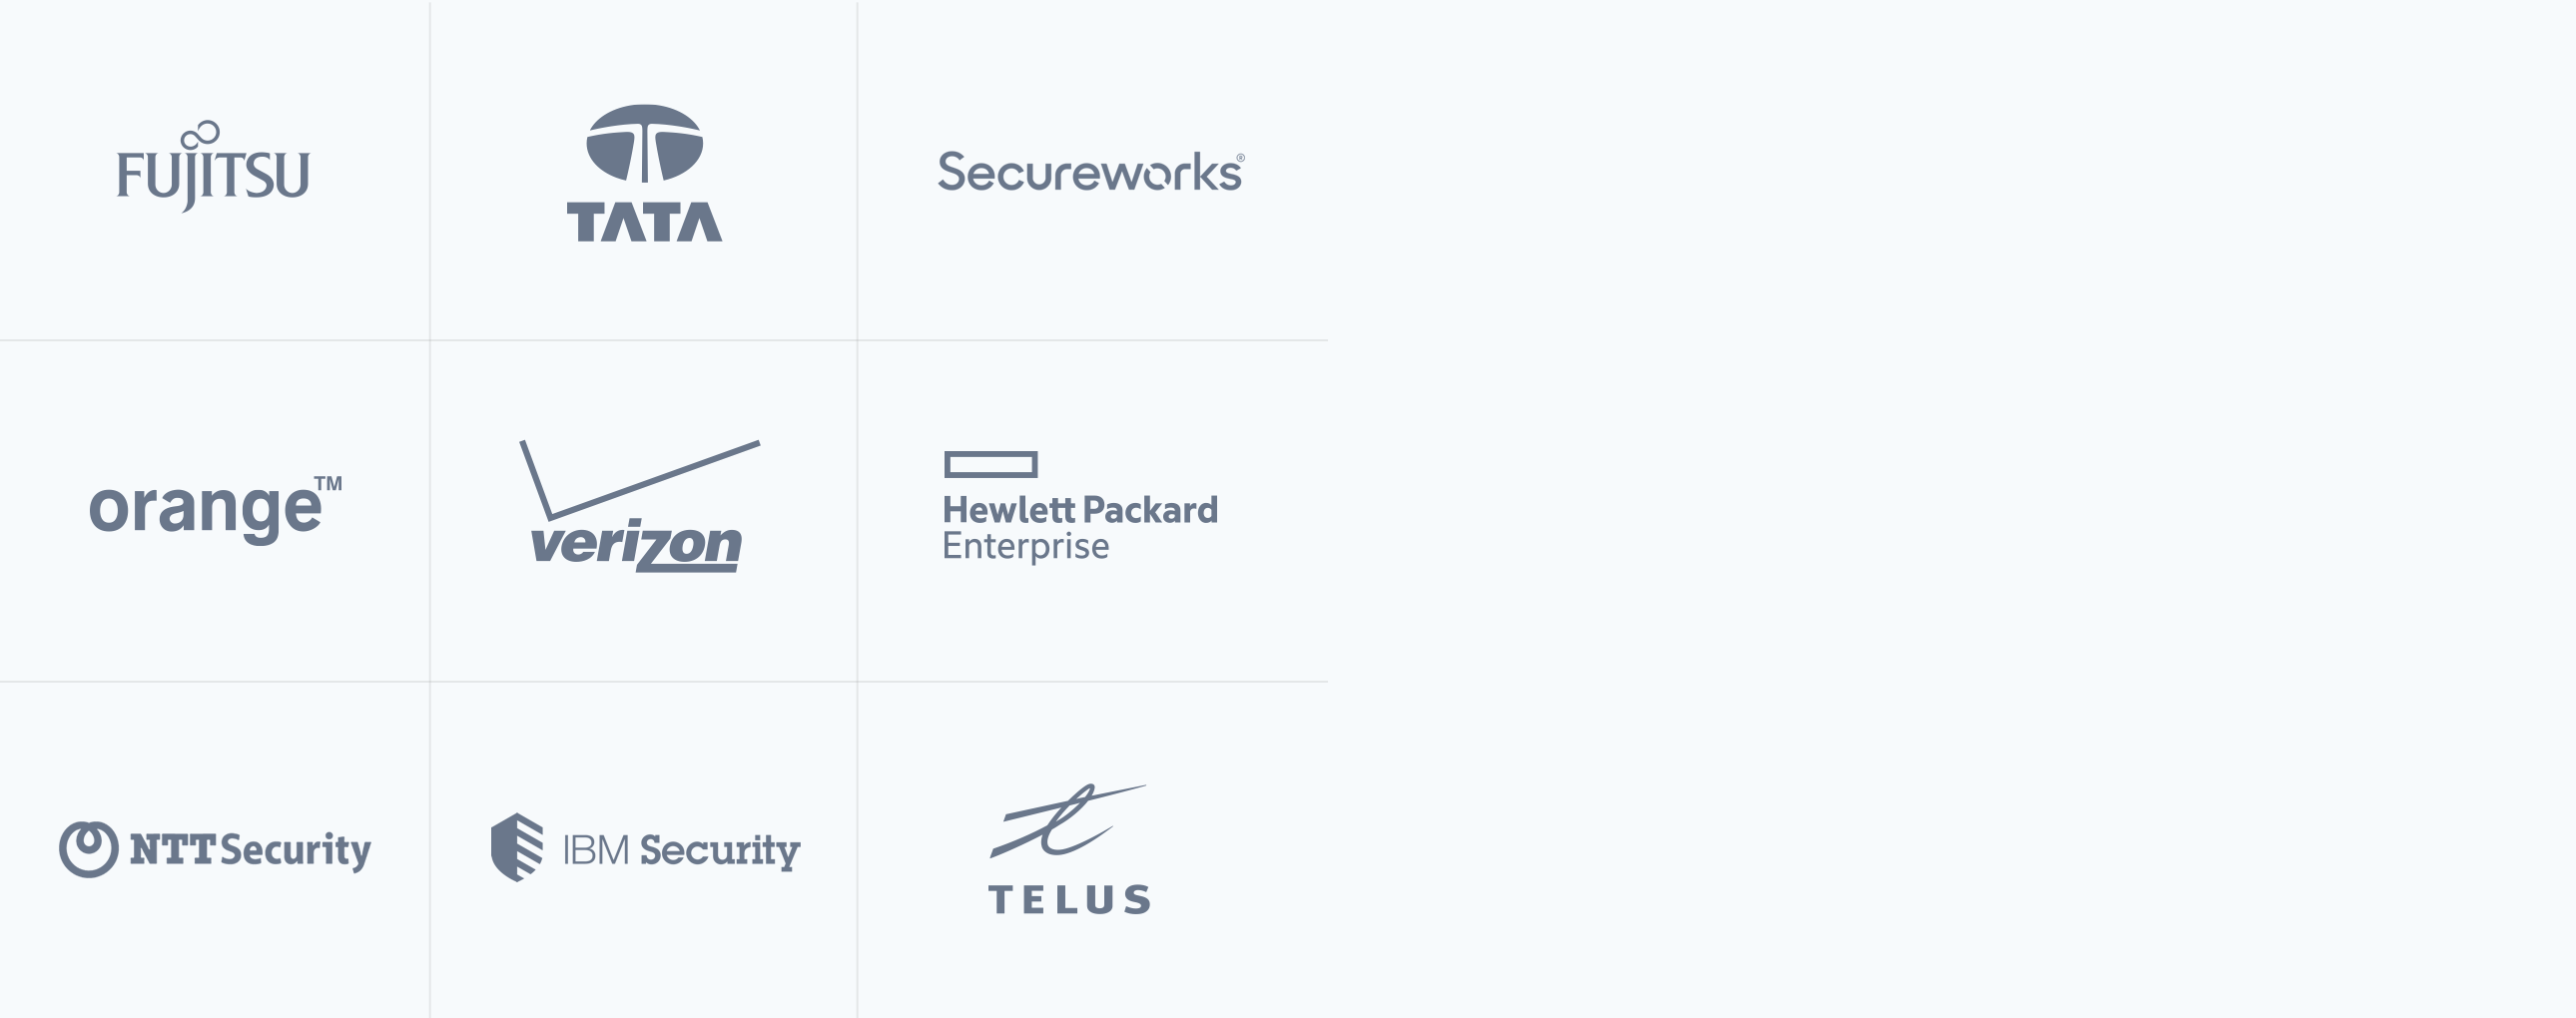 FUJITSU
TATA
Secureworks®
orange™
verizon
Hewlett Packard
Enterprise
NTT Security
IBM Security
TELUS